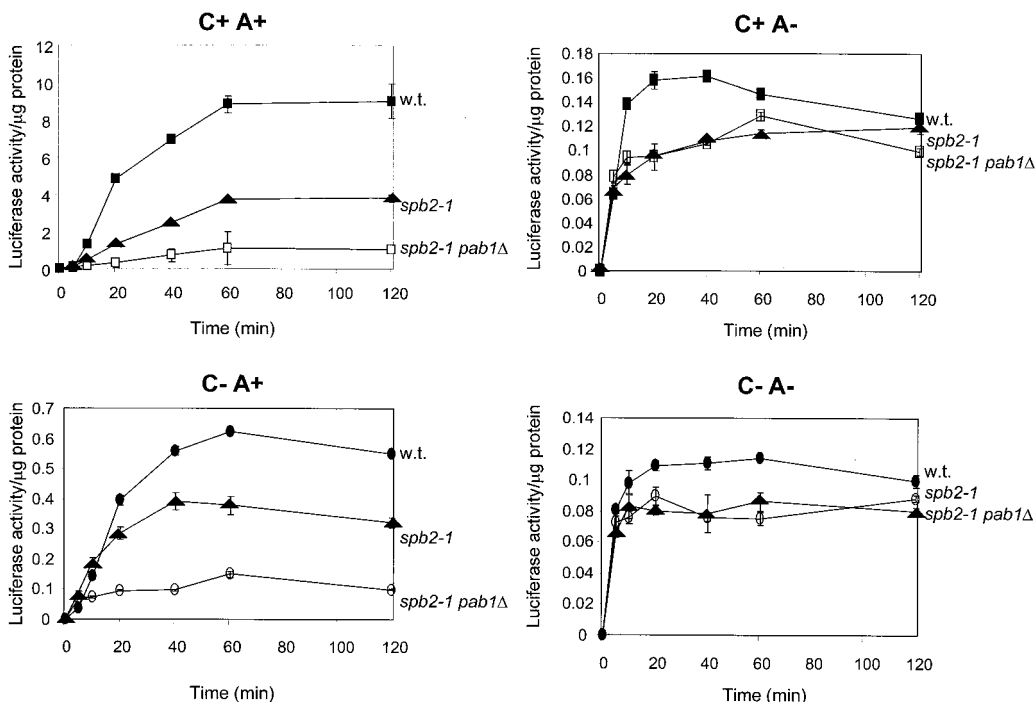 C+ A+
Luciferase activity/μg protein
12
10
8
6
4
2
0
0 20 40 60 80 100 120
Time (min)
w.t.
spb2-1
spb2-1 pab1Δ
C+ A-
Luciferase activity/μg protein
0.18
0.16
0.14
0.12
0.1
0.08
0.06
0.04
0.02
0
0 20 40 60 80 100 120
Time (min)
w.t.
spb2-1
spb2-1 pab1Δ
C- A+
Luciferase activity/μg protein
0.7
0.6
0.5
0.4
0.3
0.2
0.1
0
0 20 40 60 80 100 120
Time (min)
w.t.
spb2-1
spb2-1 pab1Δ
C- A-
Luciferase activity/μg protein
0.14
0.12
0.10
0.08
0.06
0.04
0.02
0
0 20 40 60 80 100 120
Time (min)
w.t.
spb2-1
spb2-1 pab1Δ